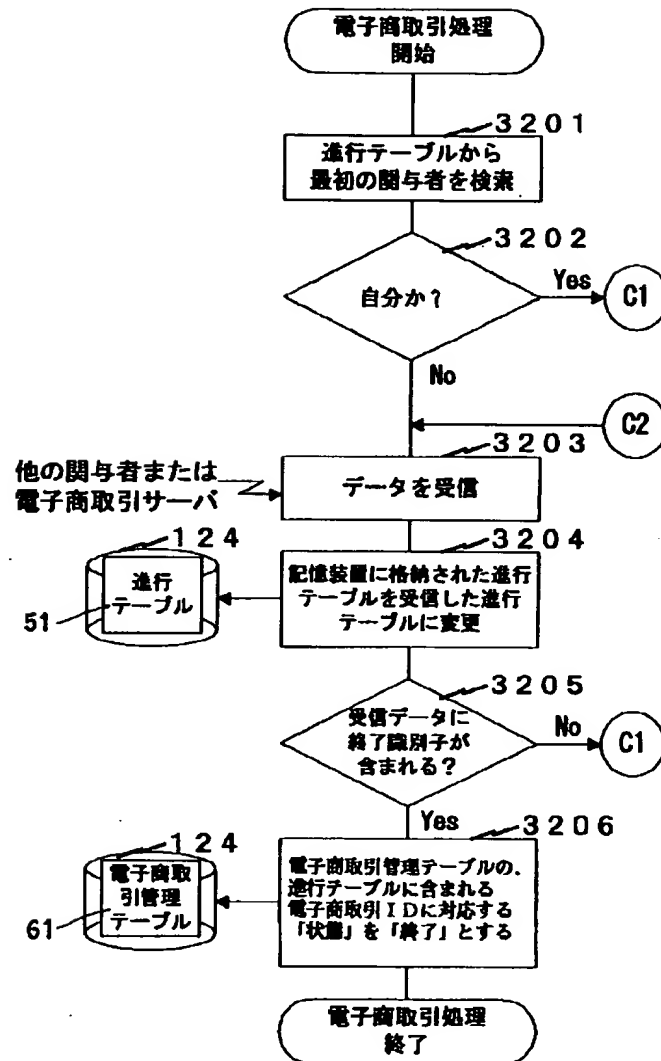 電子商取引処理
開始
3201
進行テーブルから
最初の関与者を検索
3202
自分か?
Yes
C1
No
C2
3203
他の関与者または
電子商取引サーバ
データを受信
3204
124
進行
テーブル
51
記憶装置に格納された進行
テーブルを受信した進行
テーブルに変更
3205
受信データに
終了識別子が
含まれる?
No
C1
Yes
3206
124
電子商取
引管理
テーブル
61
電子商取引管理テーブルの、
進行テーブルに含まれる
電子商取引IDに対応する
「状態」を「終了」とする
電子商取引処理
終了